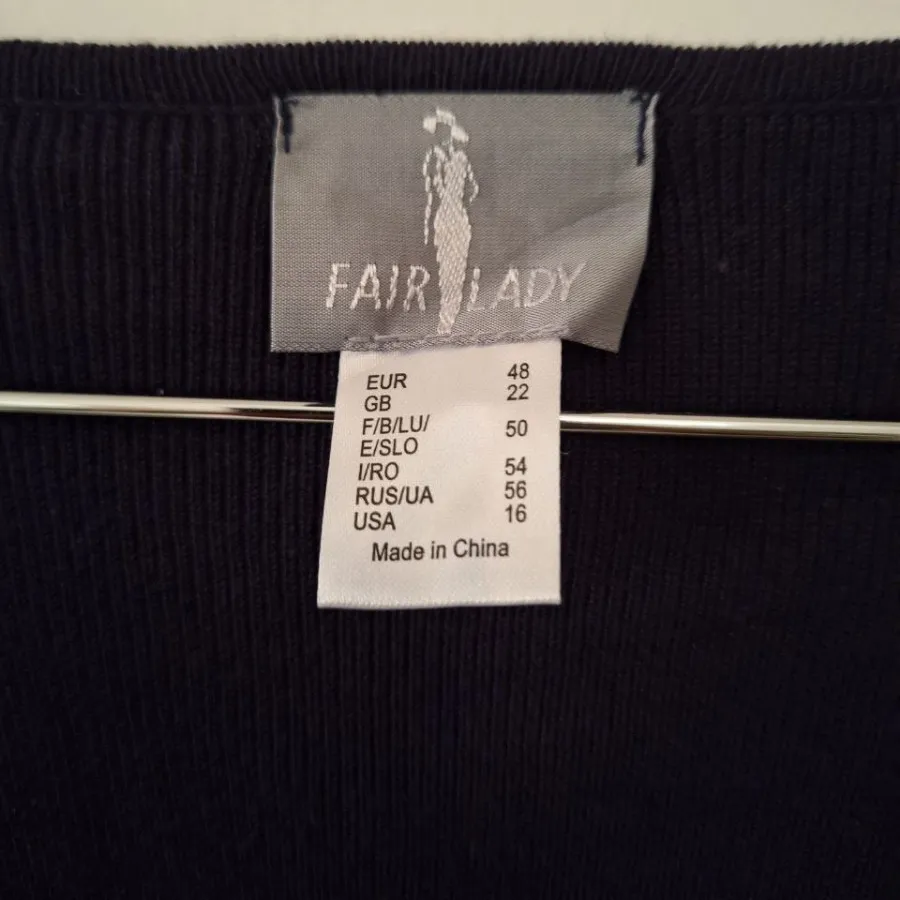 FAIR LADY
EUR 48
GB 22
F/B/LU/ 50
E/SLO
I/RO 54
RUS/UA 56
USA 16
Made in China